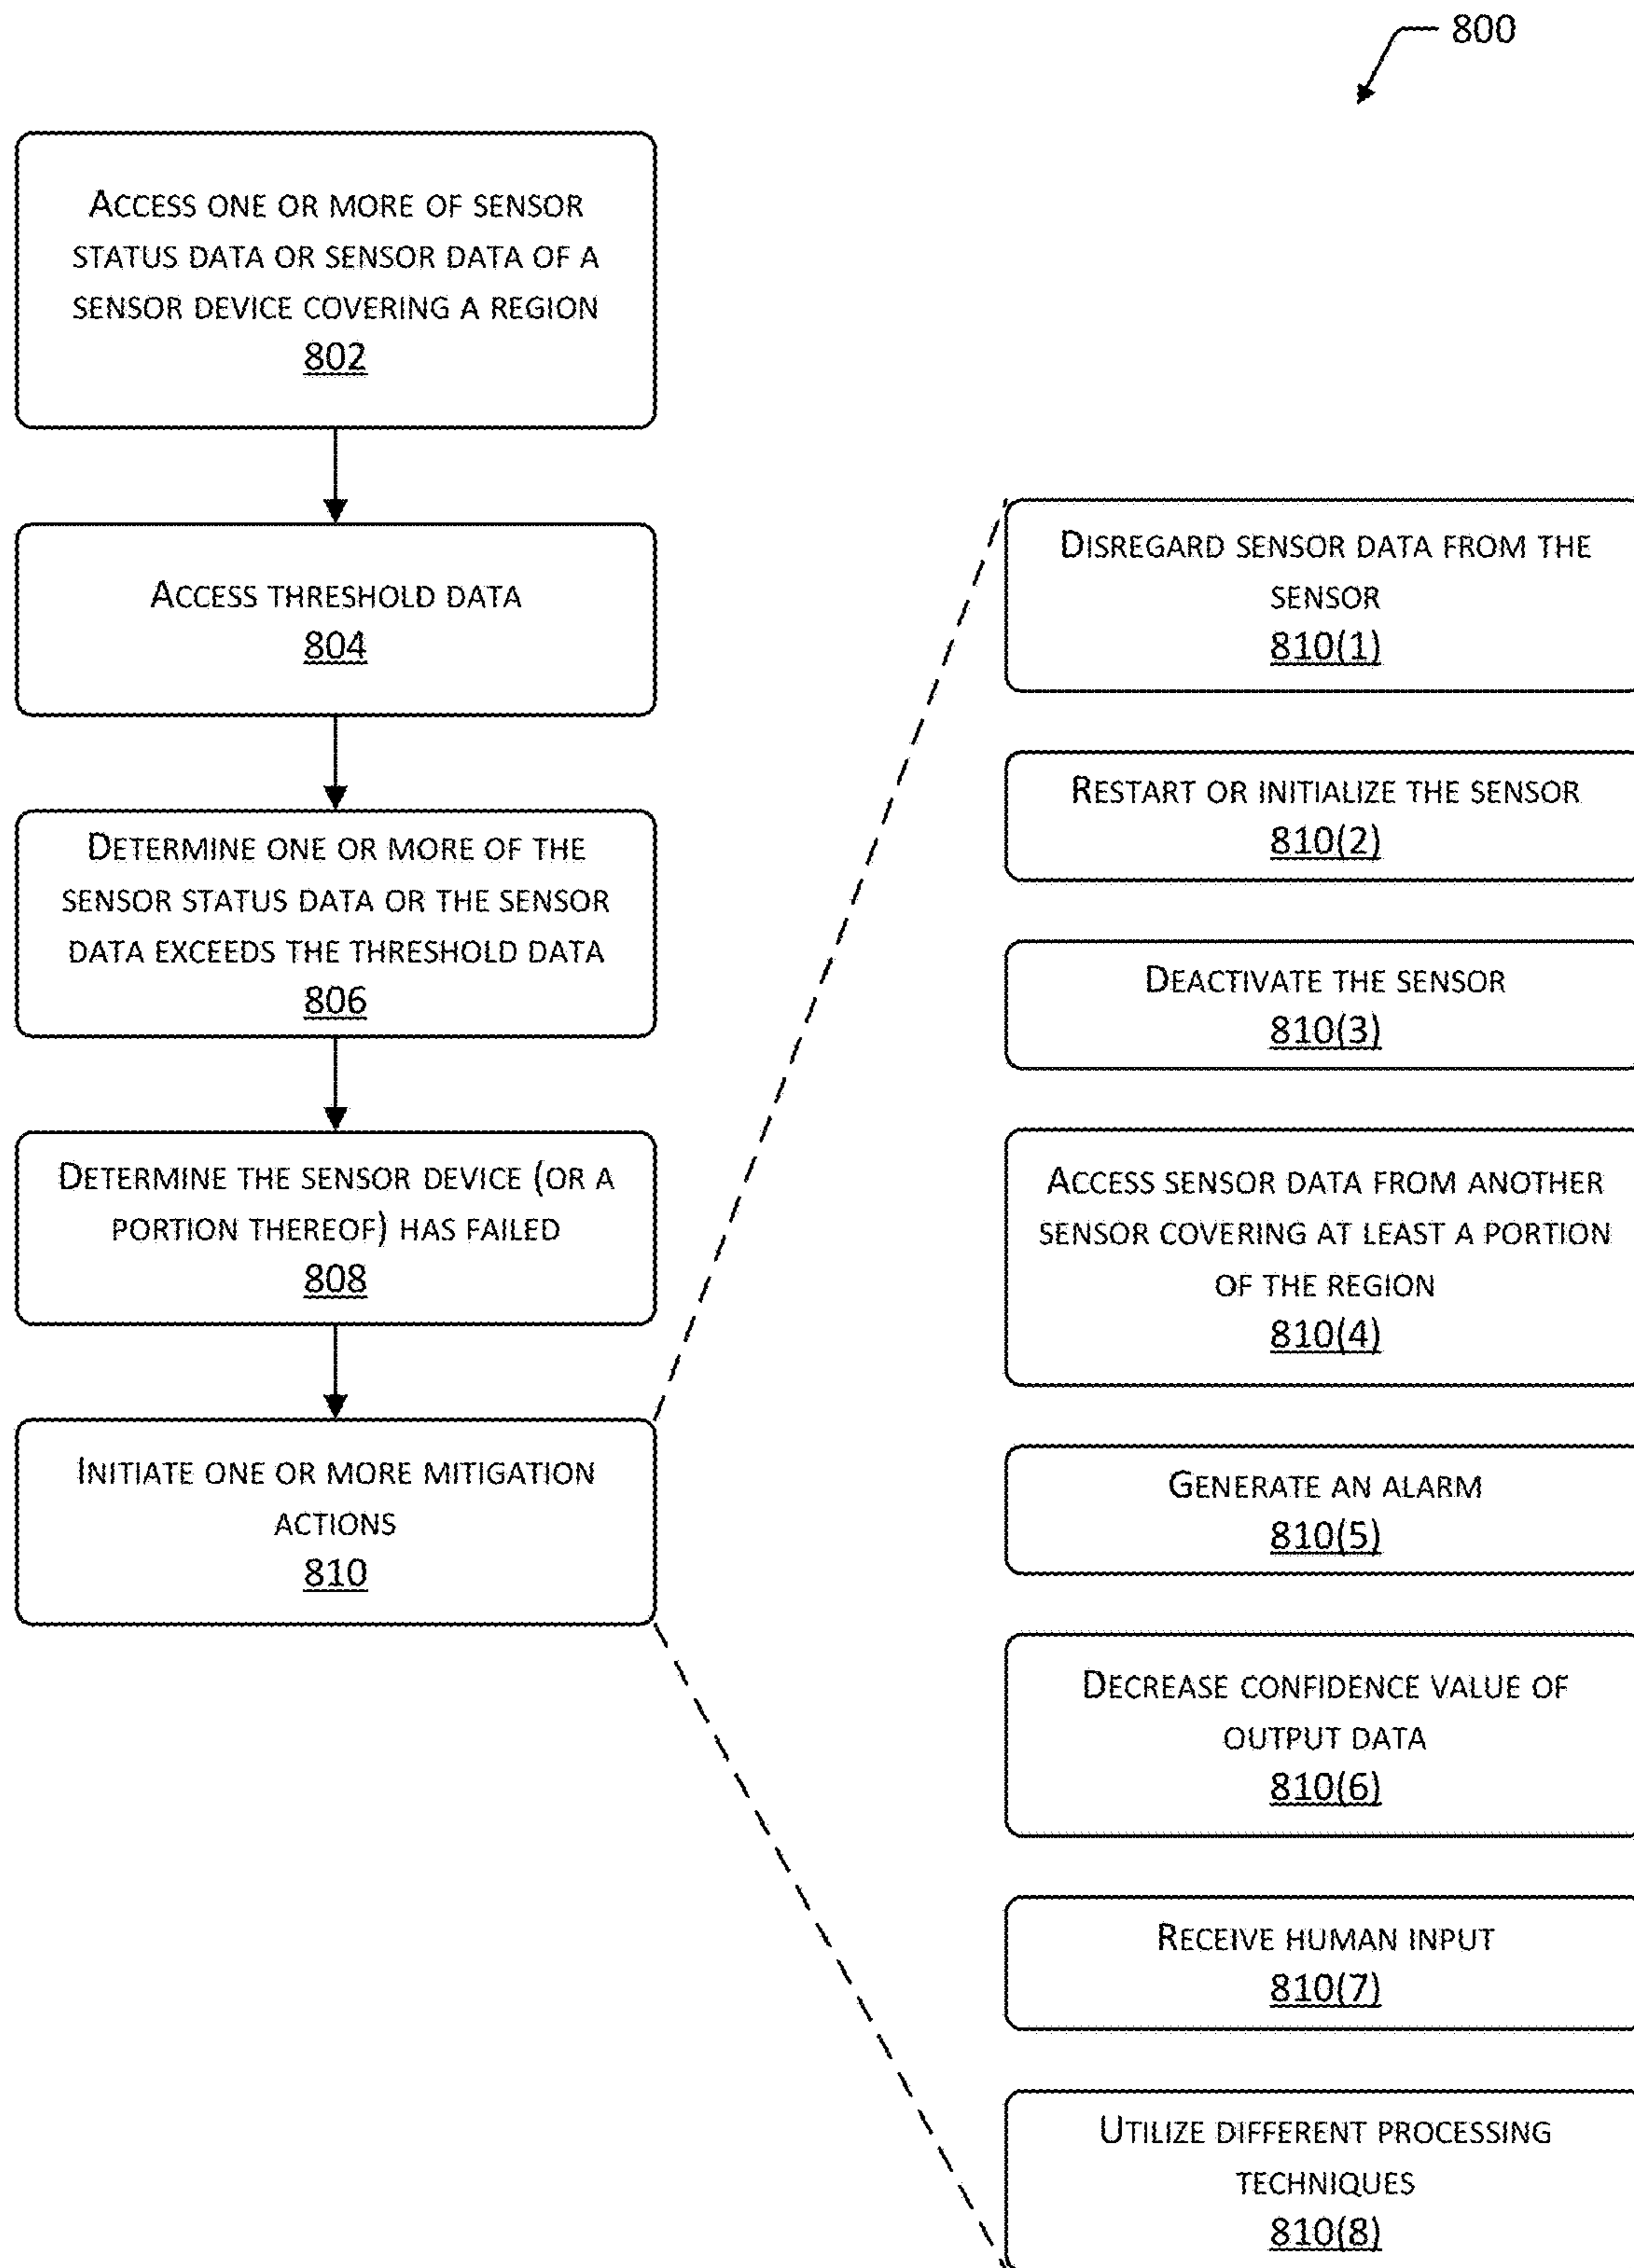 800
ACCESS ONE OR MORE OF SENSOR
STATUS DATA OR SENSOR DATA OF A
SENSOR DEVICE COVERING A REGION
802
ACCESS THRESHOLD DATA
804
DETERMINE ONE OR MORE OF THE
SENSOR STATUS DATA OR THE SENSOR
DATA EXCEEDS THE THRESHOLD DATA
806
DETERMINE THE SENSOR DEVICE (OR A
PORTION THEREOF) HAS FAILED
808
INITIATE ONE OR MORE MITIGATION
ACTIONS
810
DISREGARD SENSOR DATA FROM THE
SENSOR
810(1)
RESTART OR INITIALIZE THE SENSOR
810(2)
DEACTIVATE THE SENSOR
810(3)
ACCESS SENSOR DATA FROM ANOTHER
SENSOR COVERING AT LEAST A PORTION
OF THE REGION
810(4)
GENERATE AN ALARM
810(5)
DECREASE CONFIDENCE VALUE OF
OUTPUT DATA
810(6)
RECEIVE HUMAN INPUT
810(7)
UTILIZE DIFFERENT PROCESSING
TECHNIQUES
810(8)